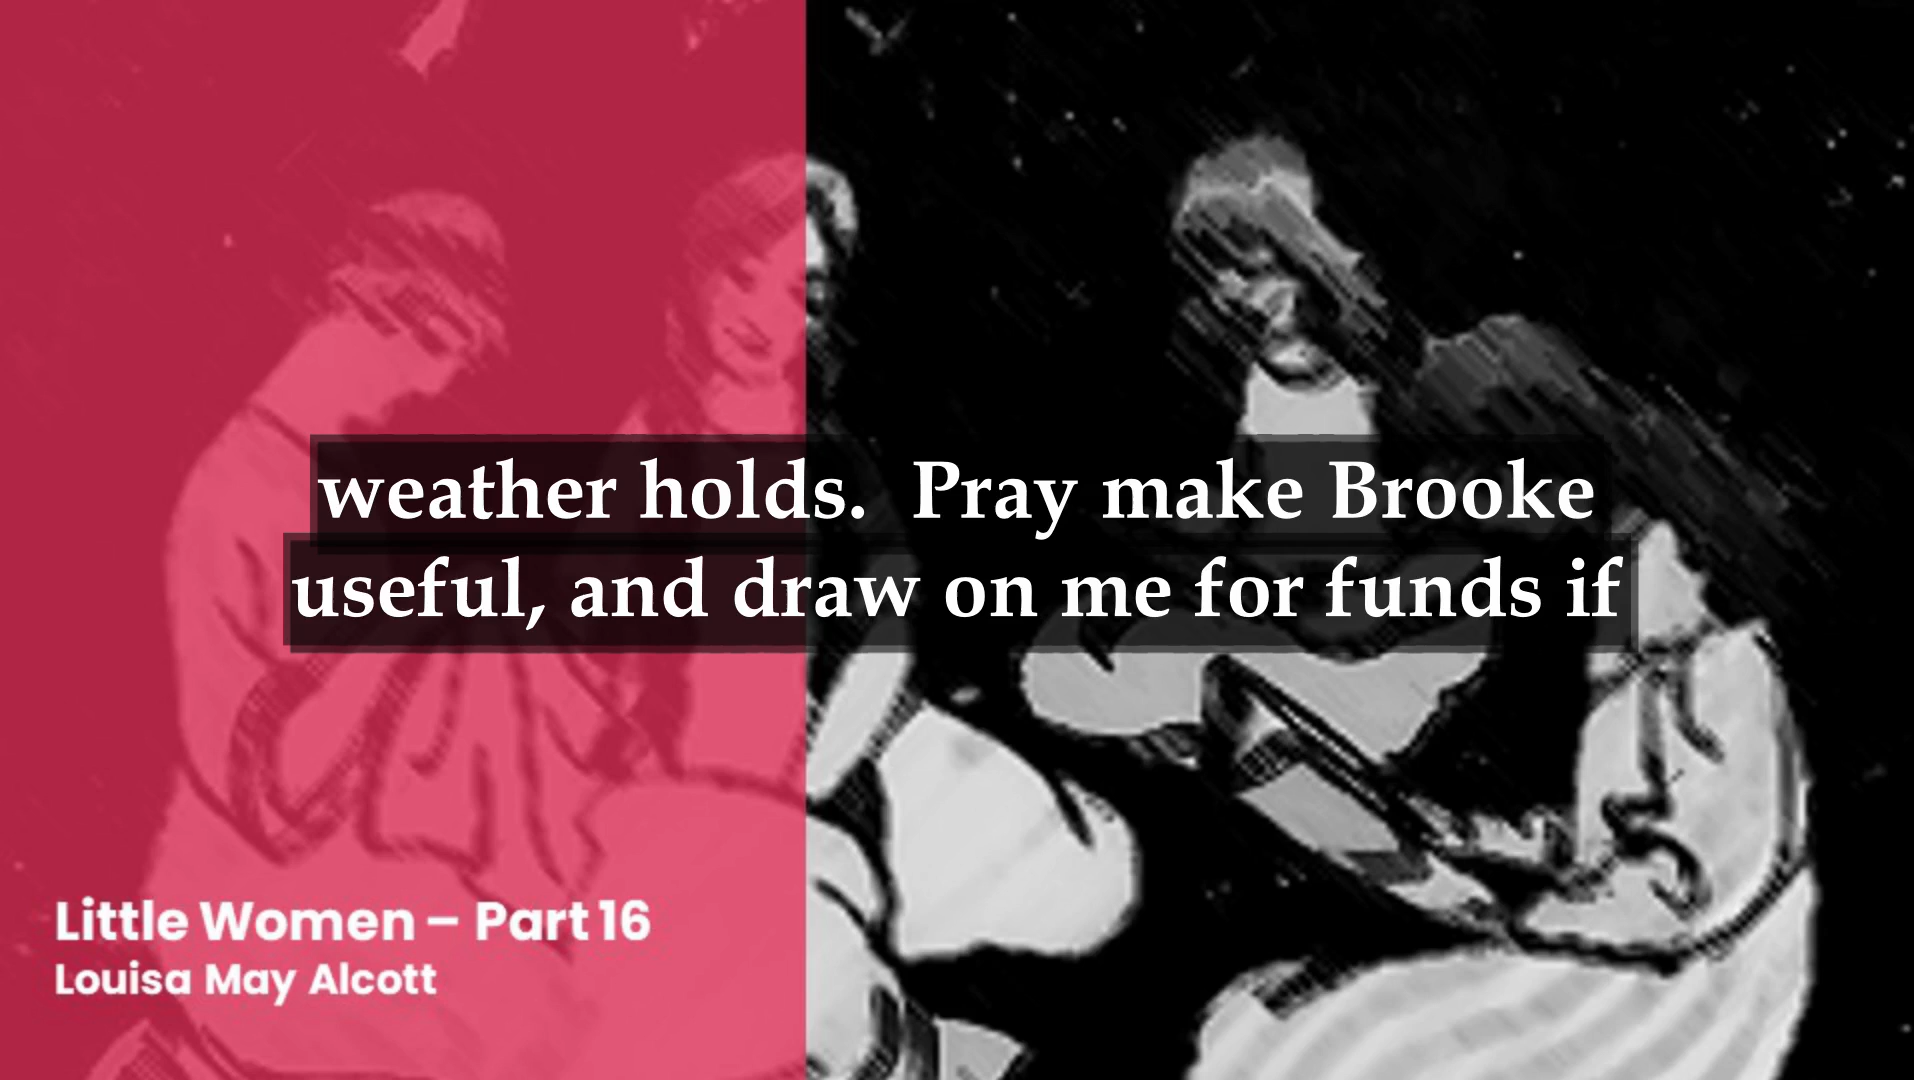 weather holds.  Pray make Brooke
useful, and draw on me for funds if
Little Women – Part 16
Louisa May Alcott